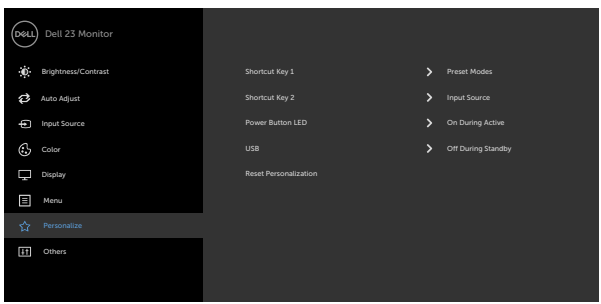 DELL Dell 23 Monitor
Brightness/Contrast
Auto Adjust
Input Source
Color
Display
Menu
Personalize
Others
Shortcut Key 1 Preset Modes
Shortcut Key 2 Input Source
Power Button LED On During Active
USB Off During Standby
Reset Personalization